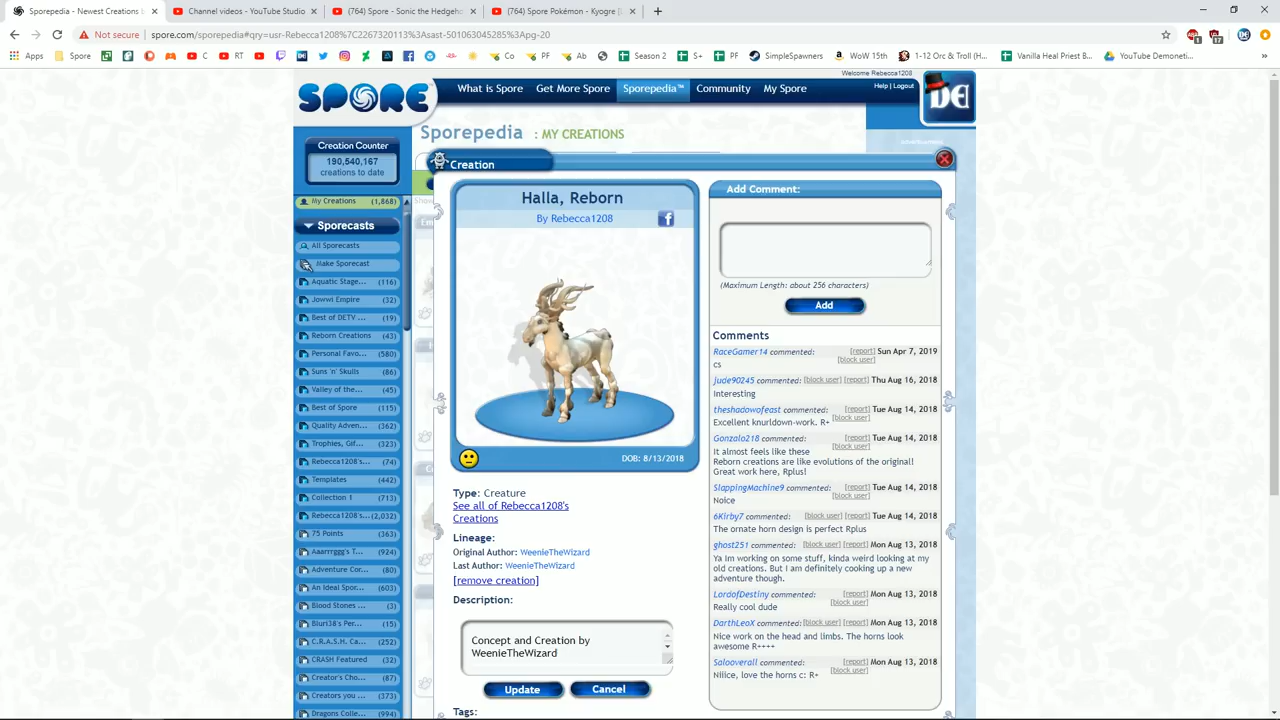 Spore - Newest Creations b
Channel videos - YouTube Studio
(764) Spore - Sonic the Hedgeho
(764) Spore Pokémon - Kyogre [
Not secure | spore.com/sporepedia#qry=usr-Rebecca1208%7C2267320113%3Asast-501063045285%3Apg-20
Apps Spore C RT Co PF Ab Season 2 S+ PF SimpleSpawners WoW 15th 1-12 Orc & Troll (H Vanilla Heal Priest B YouTube Demoneti...
Welcome Rebecca1208
Help | Logout
SPORE
What is Spore Get More Spore Sporepedia™ Community My Spore
DE
Sporepedia : MY CREATIONS
advertisement
Creation Counter
190,540,167
creations to date
My Creations (1,868)
Sporecasts
All Sporecasts
Make Sporecast
Aquatic Stage... (116)
Jowwi Empire (32)
Best of DETV ... (19)
Reborn Creations (43)
Personal Favo... (580)
Suns 'n' Skulls (86)
Valley of the... (45)
Best of Spore (115)
Quality Adven... (362)
Trophies, Gif... (323)
Rebecca1208's... (74)
Templates (442)
Collection 1 (713)
Rebecca1208's... (2,032)
75 Points (363)
Aaarrrggg's T... (924)
Adventure Cor... (80)
An Ideal Spor... (603)
Blood Stones ... (3)
Bluri38's Per... (15)
C.R.A.S.H. Ca... (252)
CRASH Featured (32)
Creator's Cho... (87)
Creators you ... (373)
Dragons Colle... (994)
Creation
Halla, Reborn
By Rebecca1208
DOB: 8/13/2018
Type: Creature
See all of Rebecca1208's
Creations
Lineage:
Original Author: WeenieTheWizard
Last Author: WeenieTheWizard
[remove creation]
Description:
Concept and Creation by
WeenieTheWizard
Update Cancel
Tags:
Add Comment:
(Maximum Length: about 256 characters)
Add
Comments
RaceGamer14 commented: [report] Sun Apr 7, 2019
[block user]
cs
jude90245 commented: [block user] [report] Thu Aug 16, 2018
Interesting
theshadowofeast commented: [report] Tue Aug 14, 2018
[block user]
Excellent knurldown-work. R+
Gonzalo218 commented: [report] Tue Aug 14, 2018
[block user]
It almost feels like these
Reborn creations are like evolutions of the original!
Great work here, Rplus!
SlappingMachine9 commented: [report] Tue Aug 14, 2018
[block user]
Noice
6Kirby7 commented: [block user] [report] Tue Aug 14, 2018
The ornate horn design is perfect Rplus
ghost251 commented: [block user] [report] Mon Aug 13, 2018
Ya Im working on some stuff, kinda weird looking at my
old creations. But I am definitely cooking up a new
adventure though.
LordofDestiny commented: [report] Mon Aug 13, 2018
[block user]
Really cool dude
DarthLeoX commented: [block user] [report] Mon Aug 13, 2018
Nice work on the head and limbs. The horns look
awesome R++++
Salooverall commented: [report] Mon Aug 13, 2018
[block user]
Niiice, love the horns c: R+